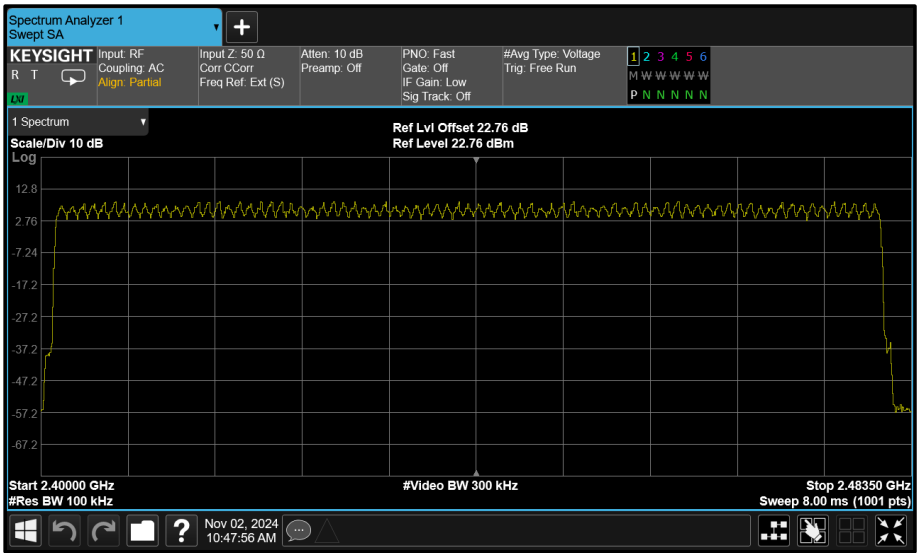 Spectrum Analyzer 1
Swept SA
+
KEYSIGHT
R T
LXI
Input: RF
Coupling: AC
Align: Partial
Input Z: 50 Ω
Corr CCorr
Freq Ref: Ext (S)
Atten: 10 dB
Preamp: Off
PNO: Fast
Gate: Off
IF Gain: Low
Sig Track: Off
#Avg Type: Voltage
Trig: Free Run
1 2 3 4 5 6
M W W W W W
P N N N N N
1 Spectrum
Scale/Div 10 dB
Ref Lvl Offset 22.76 dB
Ref Level 22.76 dBm
Log
12.8
2.76
-7.24
-17.2
-27.2
-37.2
-47.2
-57.2
-67.2
Start 2.40000 GHz
#Res BW 100 kHz
#Video BW 300 kHz
Stop 2.48350 GHz
Sweep 8.00 ms (1001 pts)
?
Nov 02, 2024
10:47:56 AM